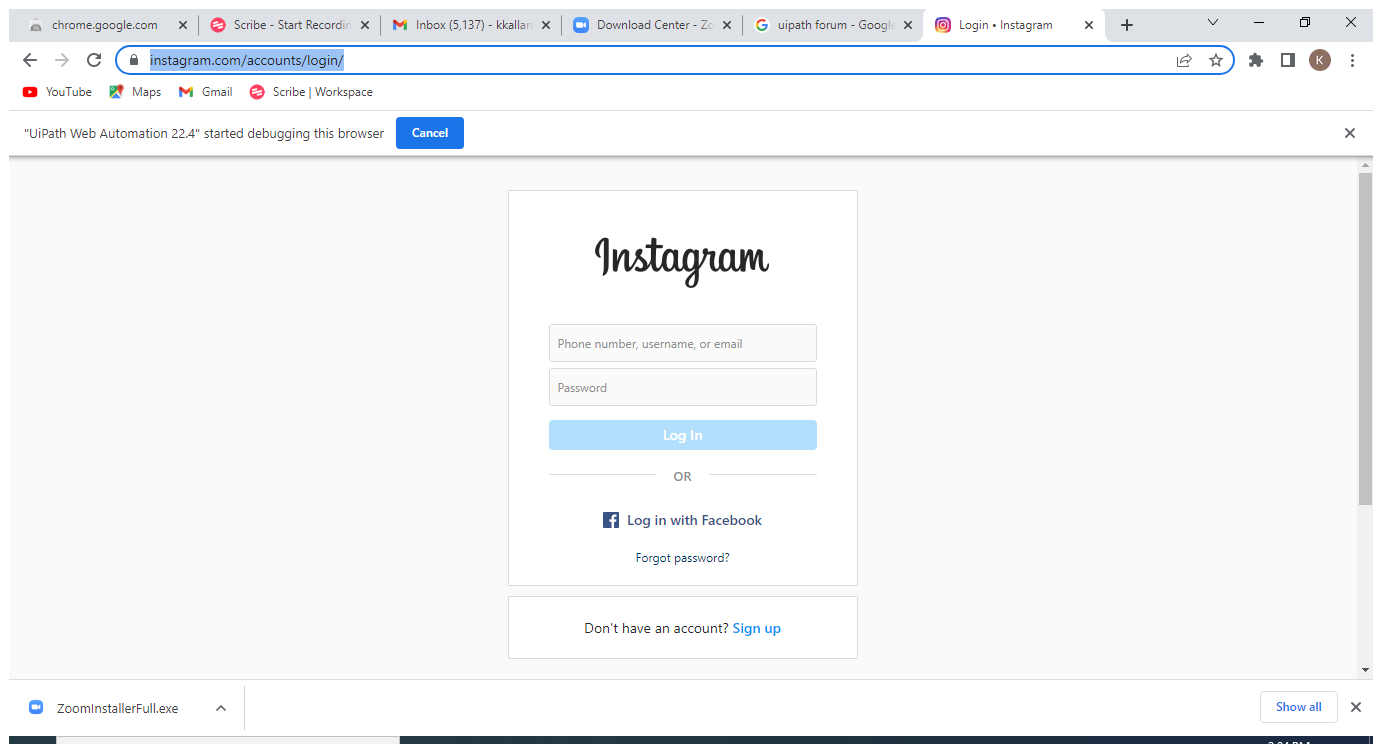 chrome.google.com
Scribe - Start Recordin
Inbox (5,137) - kkallan
Download Center - Zo
uipath forum - Google
Login • Instagram
instagram.com/accounts/login/
K
YouTube Maps Gmail Scribe | Workspace
"UiPath Web Automation 22.4" started debugging this browser Cancel
Instagram
Phone number, username, or email
Password
Log In
OR
Log in with Facebook
Forgot password?
Don't have an account? Sign up
ZoomInstallerFull.exe
Show all